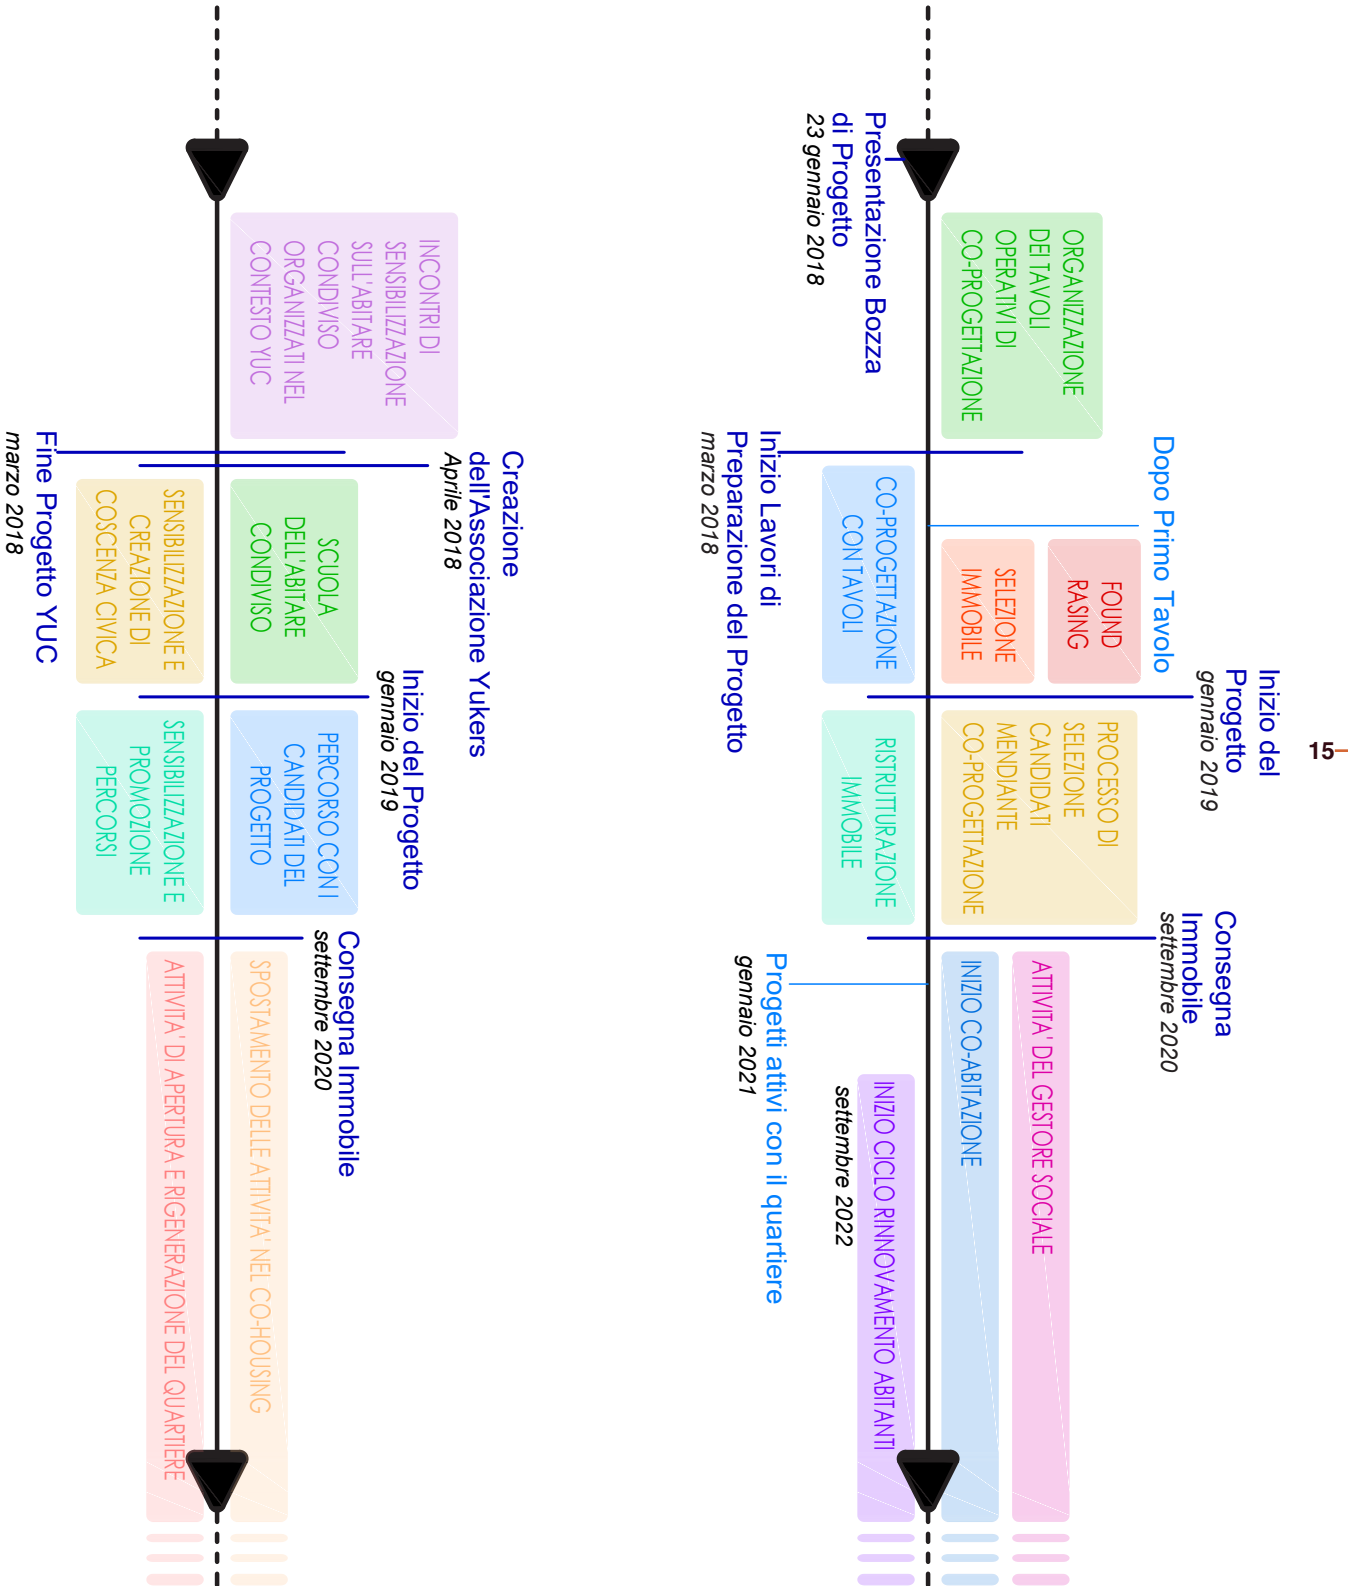 15
Inizio del
Progetto
gennaio 2019
Consegna
Immobile
settembre 2020
Dopo Primo Tavolo
ORGANIZZAZIONE
DEI TAVOLI
OPERATIVI DI
CO-PROGETTAZIONE
FOUND
RASING
SELEZIONE
IMMOBILE
PROCESSO DI
SELEZIONE
CANDIDATI
MENDIANTE
CO-PROGETTAZIONE
ATTIVITA' DEL GESTORE SOCIALE
INIZIO CO-ABITAZIONE
Presentazione Bozza
di Progetto
23 gennaio 2018
CO-PROGETTAZIONE
CON TAVOLI
RISTRUTTURAZIONE
IMMOBILE
INIZIO CICLO RINNOVAMENTO ABITANTI
settembre 2022
Inizio Lavori di
Preparazione del Progetto
marzo 2018
Progetti attivi con il quartiere
gennaio 2021
Creazione
dell'Associazione Yukers
Aprile 2018
Inizio del Progetto
gennaio 2019
Consegna Immobile
settembre 2020
INCONTRI DI
SENSIBILIZZAZIONE
SULL'ABITARE
CONDIVISO
ORGANIZZATI NEL
CONTESTO YUC
SCUOLA
DELL'ABITARE
CONDIVISO
PERCORSO CON I
CANDIDATI DEL
PROGETTO
SPOSTAMENTO DELLE ATTIVITA' NEL CO-HOUSING
SENSIBILIZZAZIONE E
CREAZIONE DI
COSCENZA CIVICA
SENSIBILIZZAZIONE E
PROMOZIONE
PERCORSI
ATTIVITA' DI APERTURA E RIGENERAZIONE DEL QUARTIERE
Fine Progetto YUC
marzo 2018